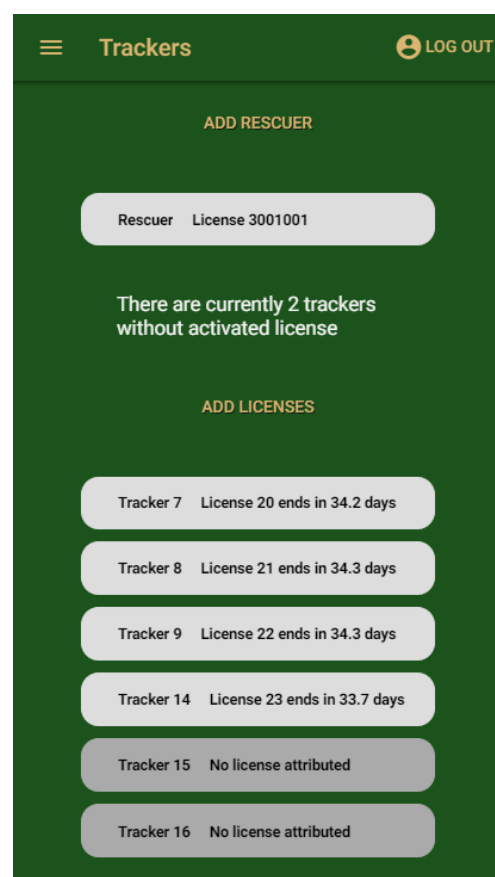 Trackers LOG OUT
ADD RESCUER
Rescuer License 3001001
There are currently 2 trackers
without activated license
ADD LICENSES
Tracker 7 License 20 ends in 34.2 days
Tracker 8 License 21 ends in 34.3 days
Tracker 9 License 22 ends in 34.3 days
Tracker 14 License 23 ends in 33.7 days
Tracker 15 No license attributed
Tracker 16 No license attributed